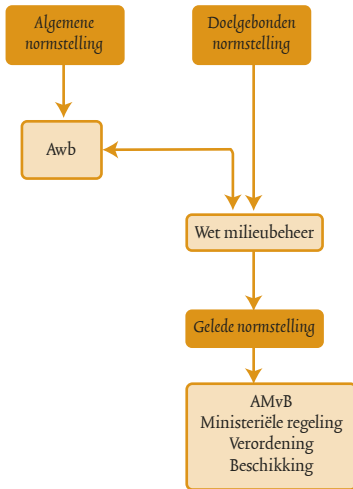 Algemene
normstelling
Doelgebonden
normstelling
Awb
Wet milieubeheer
Gelede normstelling
AMvB
Ministeriële regeling
Verordening
Beschikking